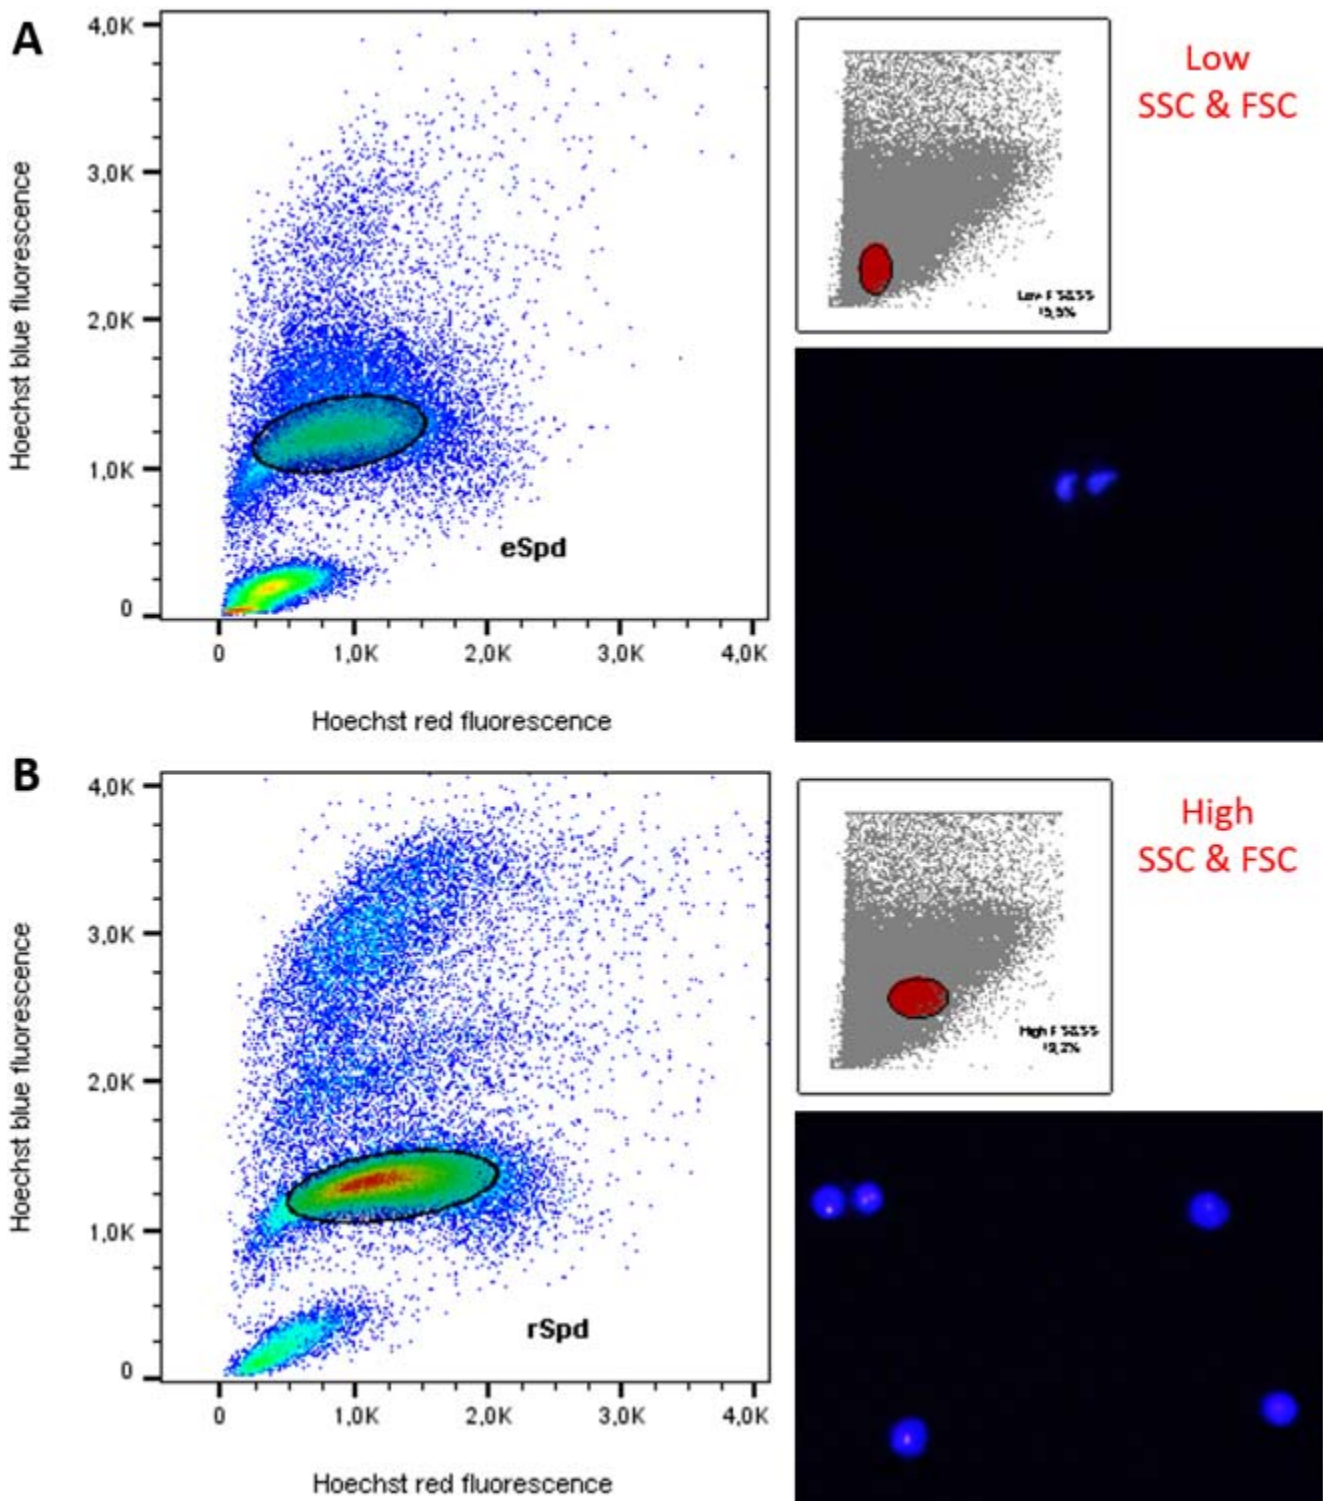 A
4,0K
3,0K
2,0K
1,0K
0
Hoechst blue fluorescence
eSpd
0 1,0K 2,0K 3,0K 4,0K
Hoechst red fluorescence
Low
SSC & FSC
B
4,0K
3,0K
2,0K
1,0K
0
Hoechst blue fluorescence
rSpd
0 1,0K 2,0K 3,0K 4,0K
Hoechst red fluorescence
High
SSC & FSC